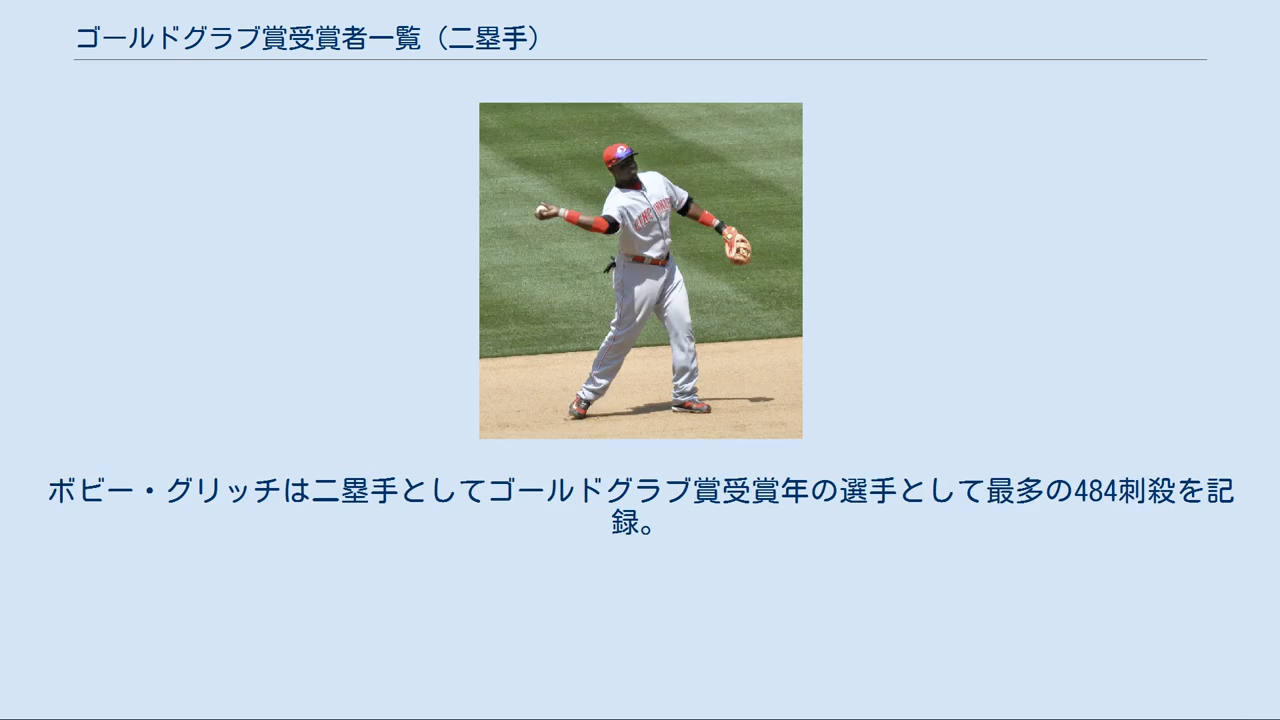 ゴールドグラブ賞受賞者一覧（二塁手）
ボビー・グリッチは二塁手としてゴールドグラブ賞受賞年の選手として最多の484刺殺を記
録。